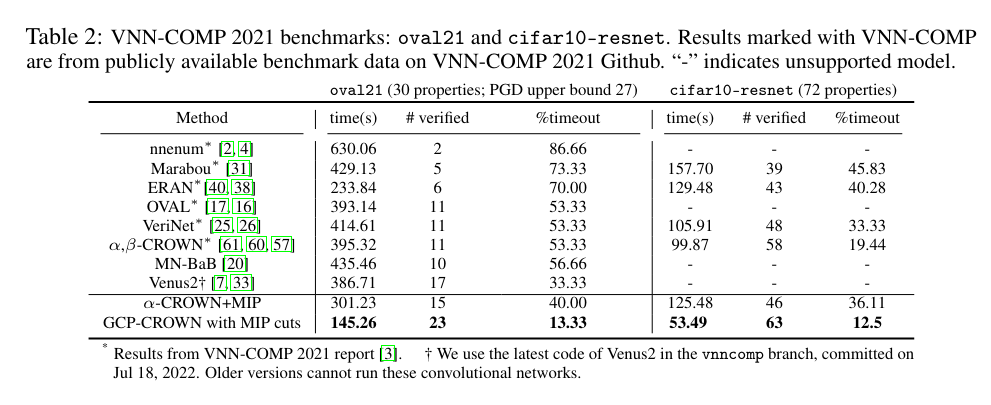 Table 2: VNN-COMP 2021 benchmarks: oval21 and cifar10-resnet. Results marked with VNN-COMP
are from publicly available benchmark data on VNN-COMP 2021 Github. “-” indicates unsupported model.
oval21 (30 properties; PGD upper bound 27) cifar10-resnet (72 properties)
Method time(s) # verified %timeout time(s) # verified %timeout
nnenum* [2, 4] 630.06 2 86.66 - - -
Marabou* [31] 429.13 5 73.33 157.70 39 45.83
ERAN* [40, 38] 233.84 6 70.00 129.48 43 40.28
OVAL* [17, 16] 393.14 11 53.33 - - -
VeriNet* [25, 26] 414.61 11 53.33 105.91 48 33.33
α,β-CROWN* [61, 60, 57] 395.32 11 53.33 99.87 58 19.44
MN-BaB [20] 435.46 10 56.66 - - -
Venus2† [7, 33] 386.71 17 33.33 - - -
α-CROWN+MIP 301.23 15 40.00 125.48 46 36.11
GCP-CROWN with MIP cuts 145.26 23 13.33 53.49 63 12.5
* Results from VNN-COMP 2021 report [3]. † We use the latest code of Venus2 in the vnncomp branch, committed on
Jul 18, 2022. Older versions cannot run these convolutional networks.